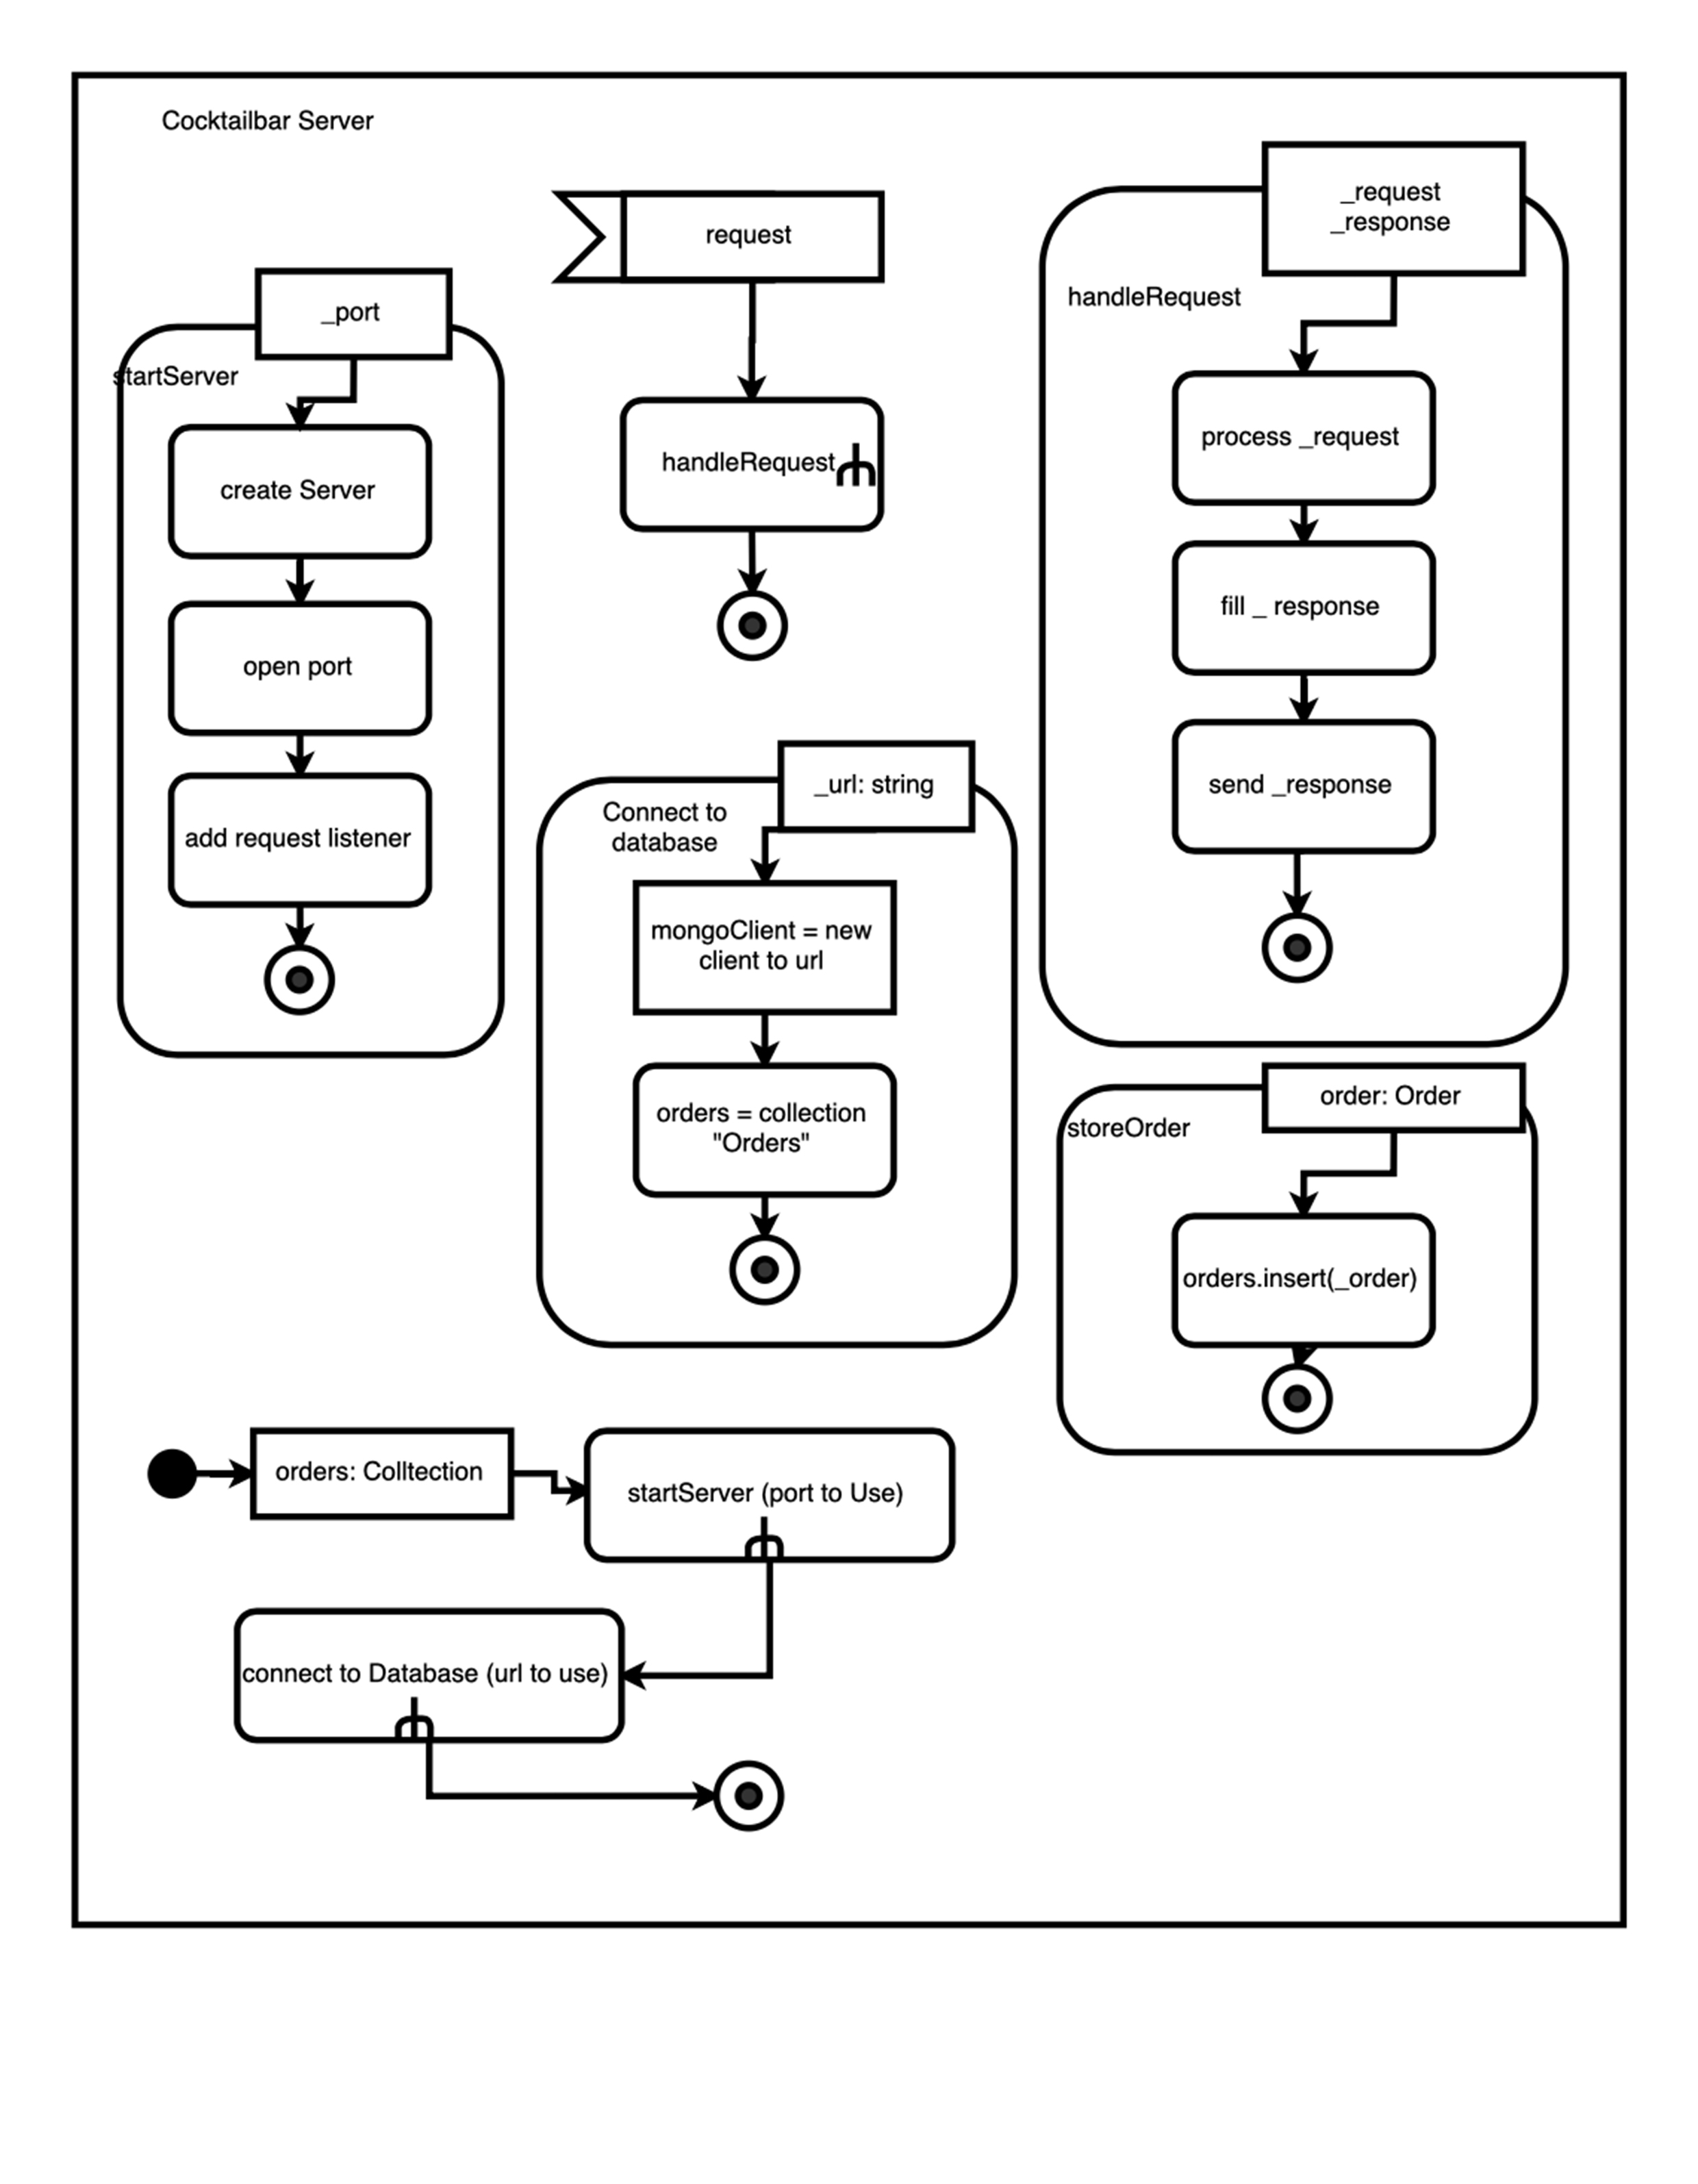 Cocktailbar Server
_port
startServer
create Server
open port
add request listener
request
handleRequest
_request
_response
handleRequest
process _request
fill _ response
send _response
_url: string
Connect to
database
mongoClient = new
client to url
orders = collection
"Orders"
order: Order
storeOrder
orders.insert(_order)
orders: Colltection
startServer (port to Use)
connect to Database (url to use)